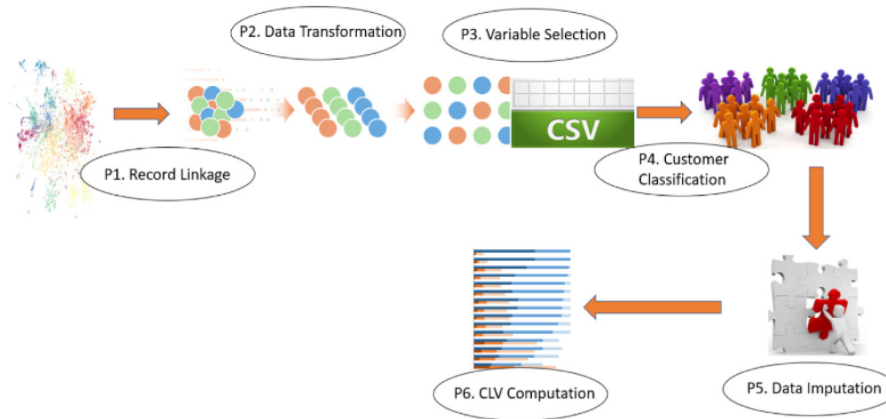 P2. Data Transformation
P3. Variable Selection
CSV
P1. Record Linkage
P4. Customer
Classification
P6. CLV Computation
P5. Data Imputation